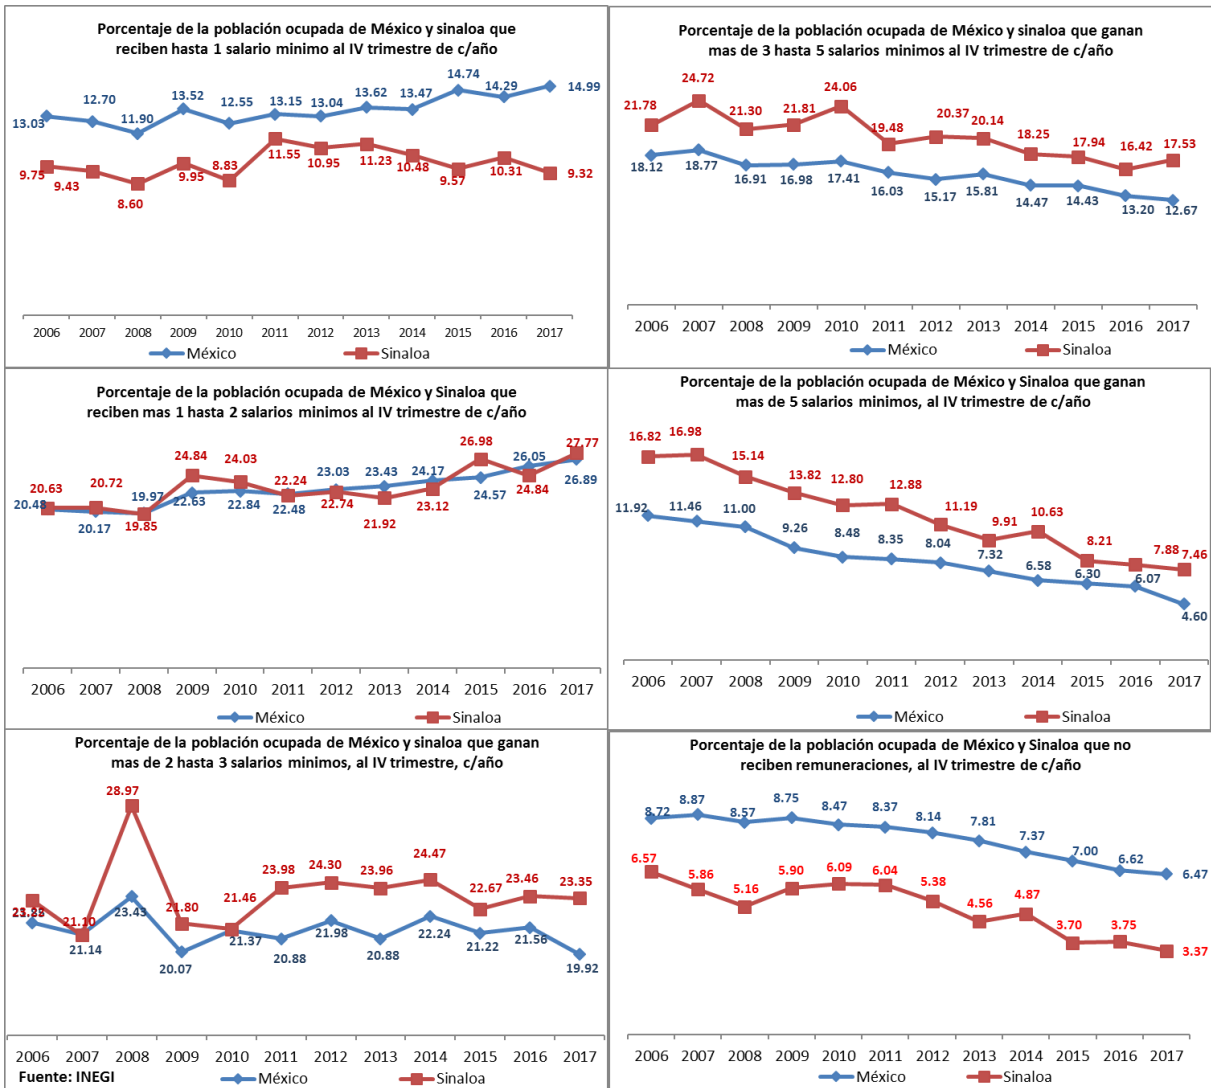 Porcentaje de la población ocupada de México y sinaloa que
reciben hasta 1 salario minimo al IV trimestre de c/año
13.03 12.70 11.90 13.52 12.55 13.15 13.04 13.62 13.47 14.74 14.29 14.99
9.75 9.43 8.60 9.95 8.83 11.55 10.95 11.23 10.48 9.57 10.31 9.32
2006 2007 2008 2009 2010 2011 2012 2013 2014 2015 2016 2017
México Sinaloa
Porcentaje de la población ocupada de México y sinaloa que ganan
mas de 3 hasta 5 salarios minimos al IV trimestre de c/año
21.78 24.72 21.30 21.81 24.06 19.48 20.37 20.14 18.25 17.94 16.42 17.53
18.12 18.77 16.91 16.98 17.41 16.03 15.17 15.81 14.47 14.43 13.20 12.67
2006 2007 2008 2009 2010 2011 2012 2013 2014 2015 2016 2017
México Sinaloa
Porcentaje de la población ocupada de México y Sinaloa que
reciben mas 1 hasta 2 salarios minimos al IV trimestre de c/año
20.63 20.72 19.85 24.84 24.03 22.24 22.74 21.92 23.12 26.98 24.84 27.77
20.48 20.17 19.97 22.63 22.84 22.48 23.03 23.43 24.17 24.57 26.05 26.89
2006 2007 2008 2009 2010 2011 2012 2013 2014 2015 2016 2017
México Sinaloa
Porcentaje de la población ocupada de México y Sinaloa que ganan
mas de 5 salarios minimos, al IV trimestre de c/año
16.82 16.98 15.14 13.82 12.80 12.88 11.19 9.91 10.63 8.21 7.88 7.46
11.92 11.46 11.00 9.26 8.48 8.35 8.04 7.32 6.58 6.30 6.07 4.60
2006 2007 2008 2009 2010 2011 2012 2013 2014 2015 2016 2017
México Sinaloa
Porcentaje de la población ocupada de México y sinaloa que ganan
mas de 2 hasta 3 salarios minimos, al IV trimestre, c/año
21.10 28.97 21.80 21.46 23.98 24.30 23.96 24.47 22.67 23.46 23.35
21.14 23.43 20.07 21.37 20.88 21.98 20.88 22.24 21.22 21.56 19.92
2006 2007 2008 2009 2010 2011 2012 2013 2014 2015 2016 2017
Fuente: INEGI
México Sinaloa
Porcentaje de la población ocupada de México y Sinaloa que no
reciben remuneraciones, al IV trimestre de c/año
8.72 8.87 8.57 8.75 8.47 8.37 8.14 7.81 7.37 7.00 6.62 6.47
6.57 5.86 5.16 5.90 6.09 6.04 5.38 4.56 4.87 3.70 3.75 3.37
2006 2007 2008 2009 2010 2011 2012 2013 2014 2015 2016 2017
México Sinaloa